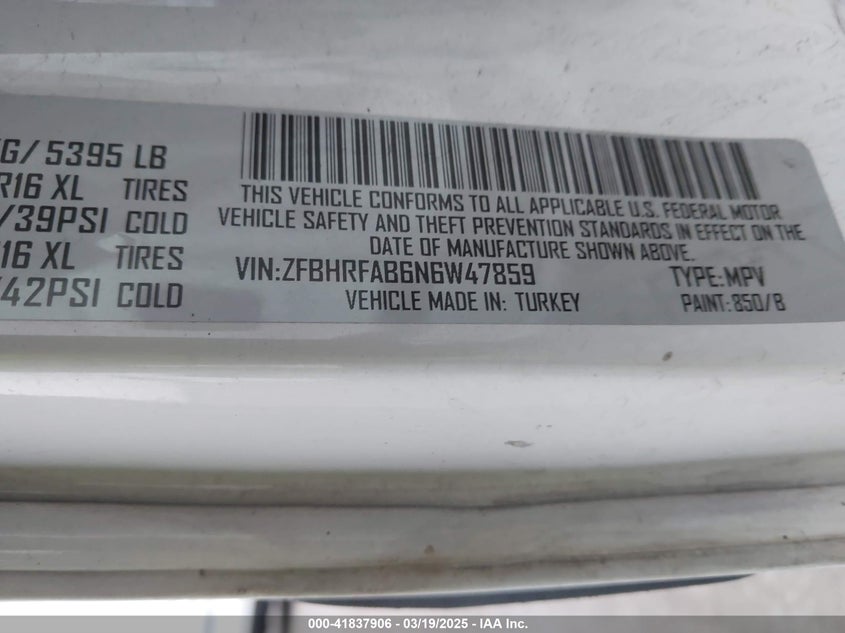 G/ 5395 LB
R16 XL TIRES
/39PSI COLD
16 XL TIRES
42PSI COLD
THIS VEHICLE CONFORMS TO ALL APPLICABLE U.S. FEDERAL MOTOR
VEHICLE SAFETY AND THEFT PREVENTION STANDARDS IN EFFECT ON THE
DATE OF MANUFACTURE SHOWN ABOVE.
VIN:ZFBHRFAB6N6W47859 TYPE:MPV
VEHICLE MADE IN: TURKEY PAINT:850/B
000-41837906 - 03/19/2025 - IAA Inc.